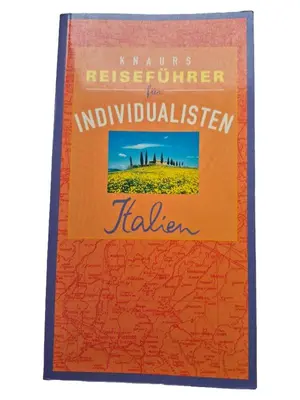 KNAURS
REISEFÜHRER
für
INDIVIDUALISTEN
Italien